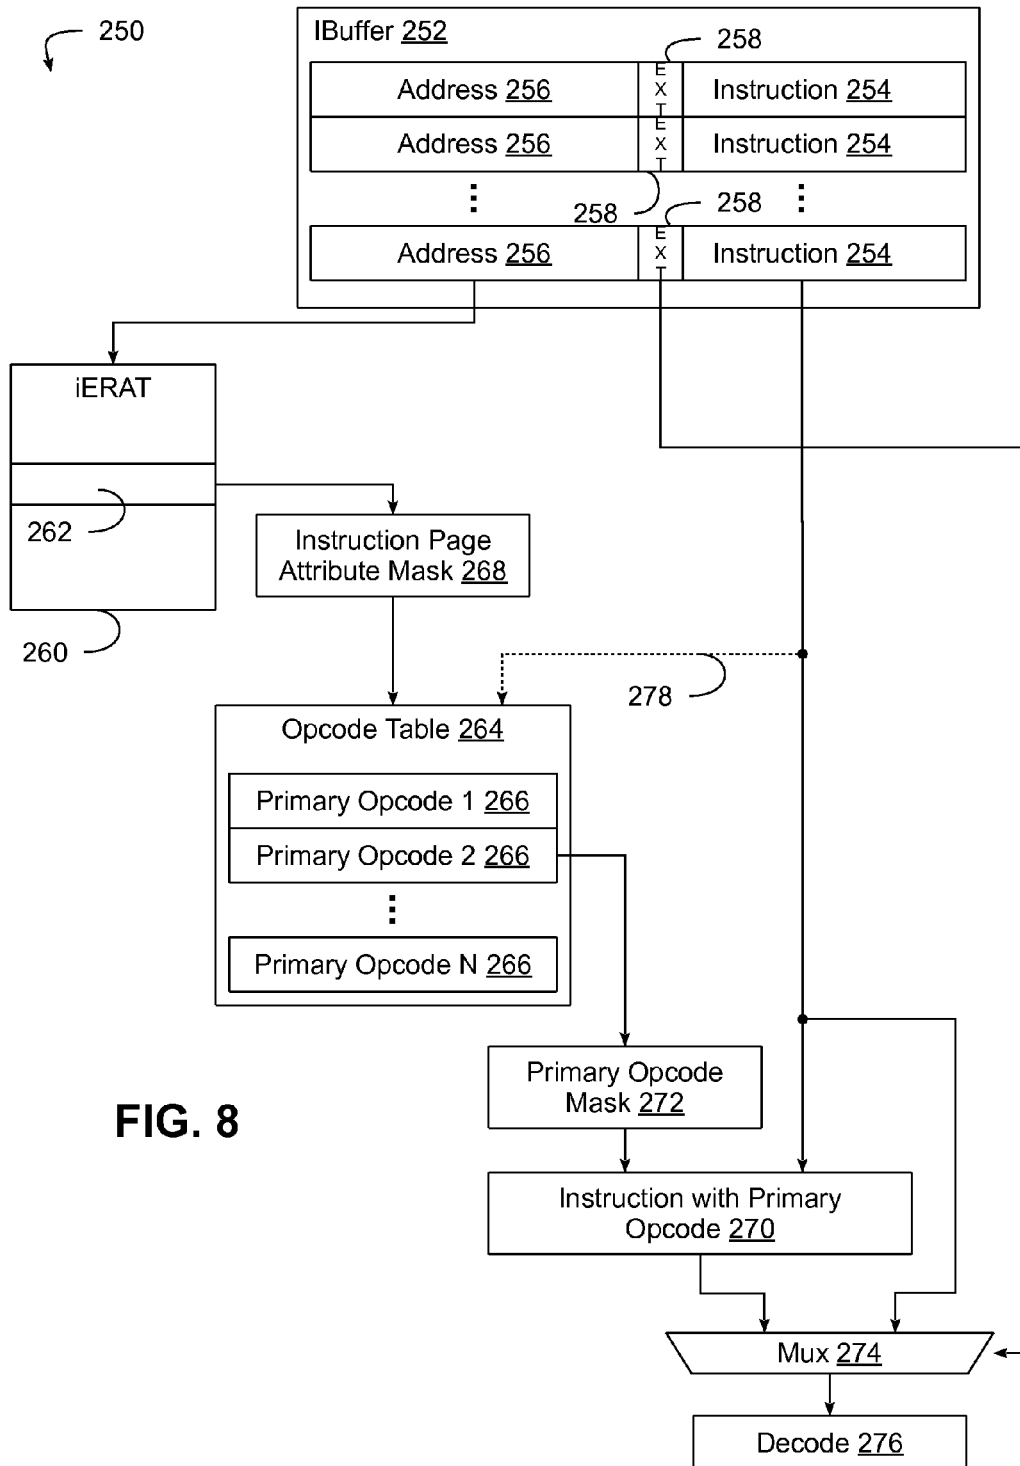 250
IBuffer 252
258
Address 256 EXT Instruction 254
Address 256 EXT Instruction 254
258
258
Address 256 EXT Instruction 254
iERAT
262
Instruction Page
Attribute Mask 268
260
278
Opcode Table 264
Primary Opcode 1 266
Primary Opcode 2 266
Primary Opcode N 266
Primary Opcode
Mask 272
FIG. 8
Instruction with Primary
Opcode 270
Mux 274
Decode 276